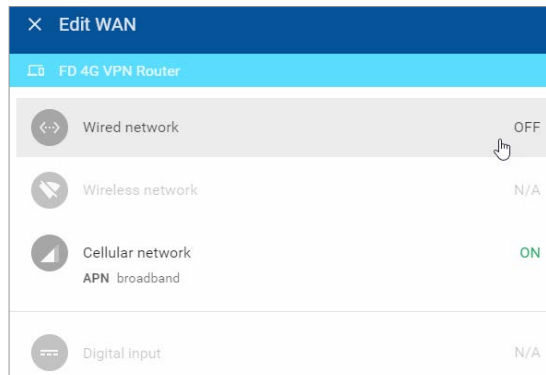 Edit WAN
FD 4G VPN Router
Wired network OFF
Wireless network N/A
Cellular network ON
APN broadband
Digital input N/A